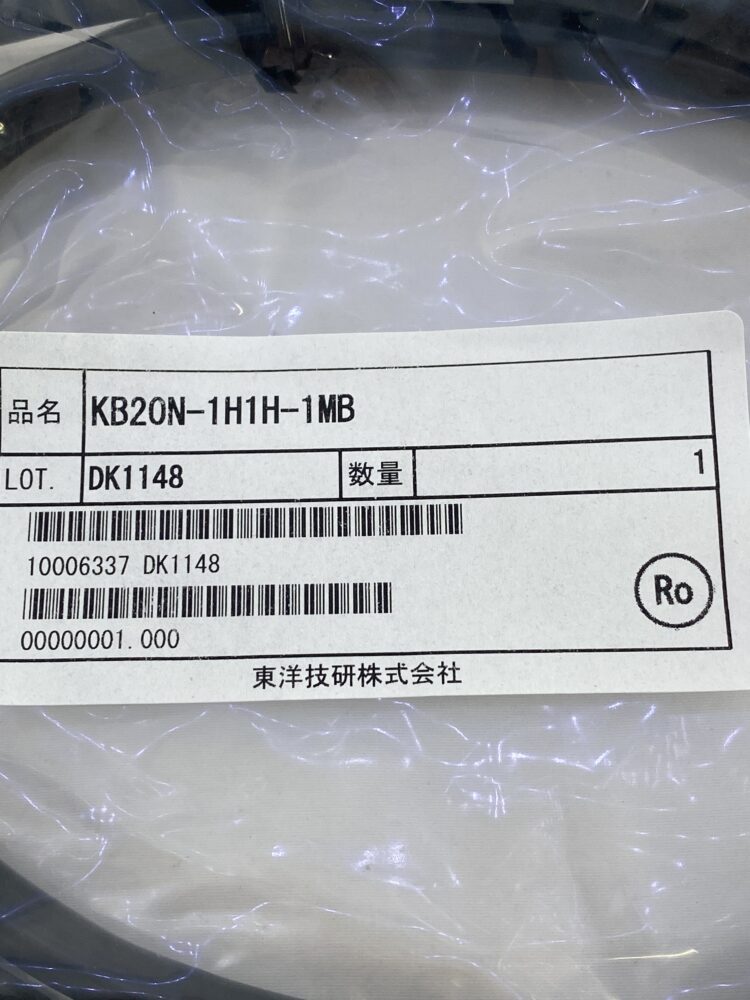 品名 KB20N-1H1H-1MB
LOT. DK1148 数量 1
10006337 DK1148
Ro
00000001.000
東洋技研株式会社